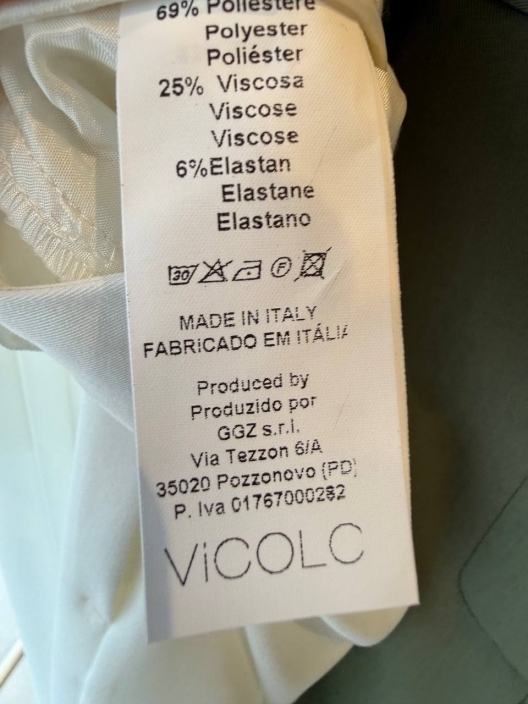 69% Poliestere
Polyester
Poliéster
25% Viscosa
Viscose
Viscose
6%Elastan
Elastane
Elastano
30 F
MADE IN ITALY
FABRICADO EM ITÁLIA
Produced by
Produzido por
GGZ s.r.l.
Via Tezzon 6/A
35020 Pozzonovo (PD)
P. Iva 01767000282
ViCOLO